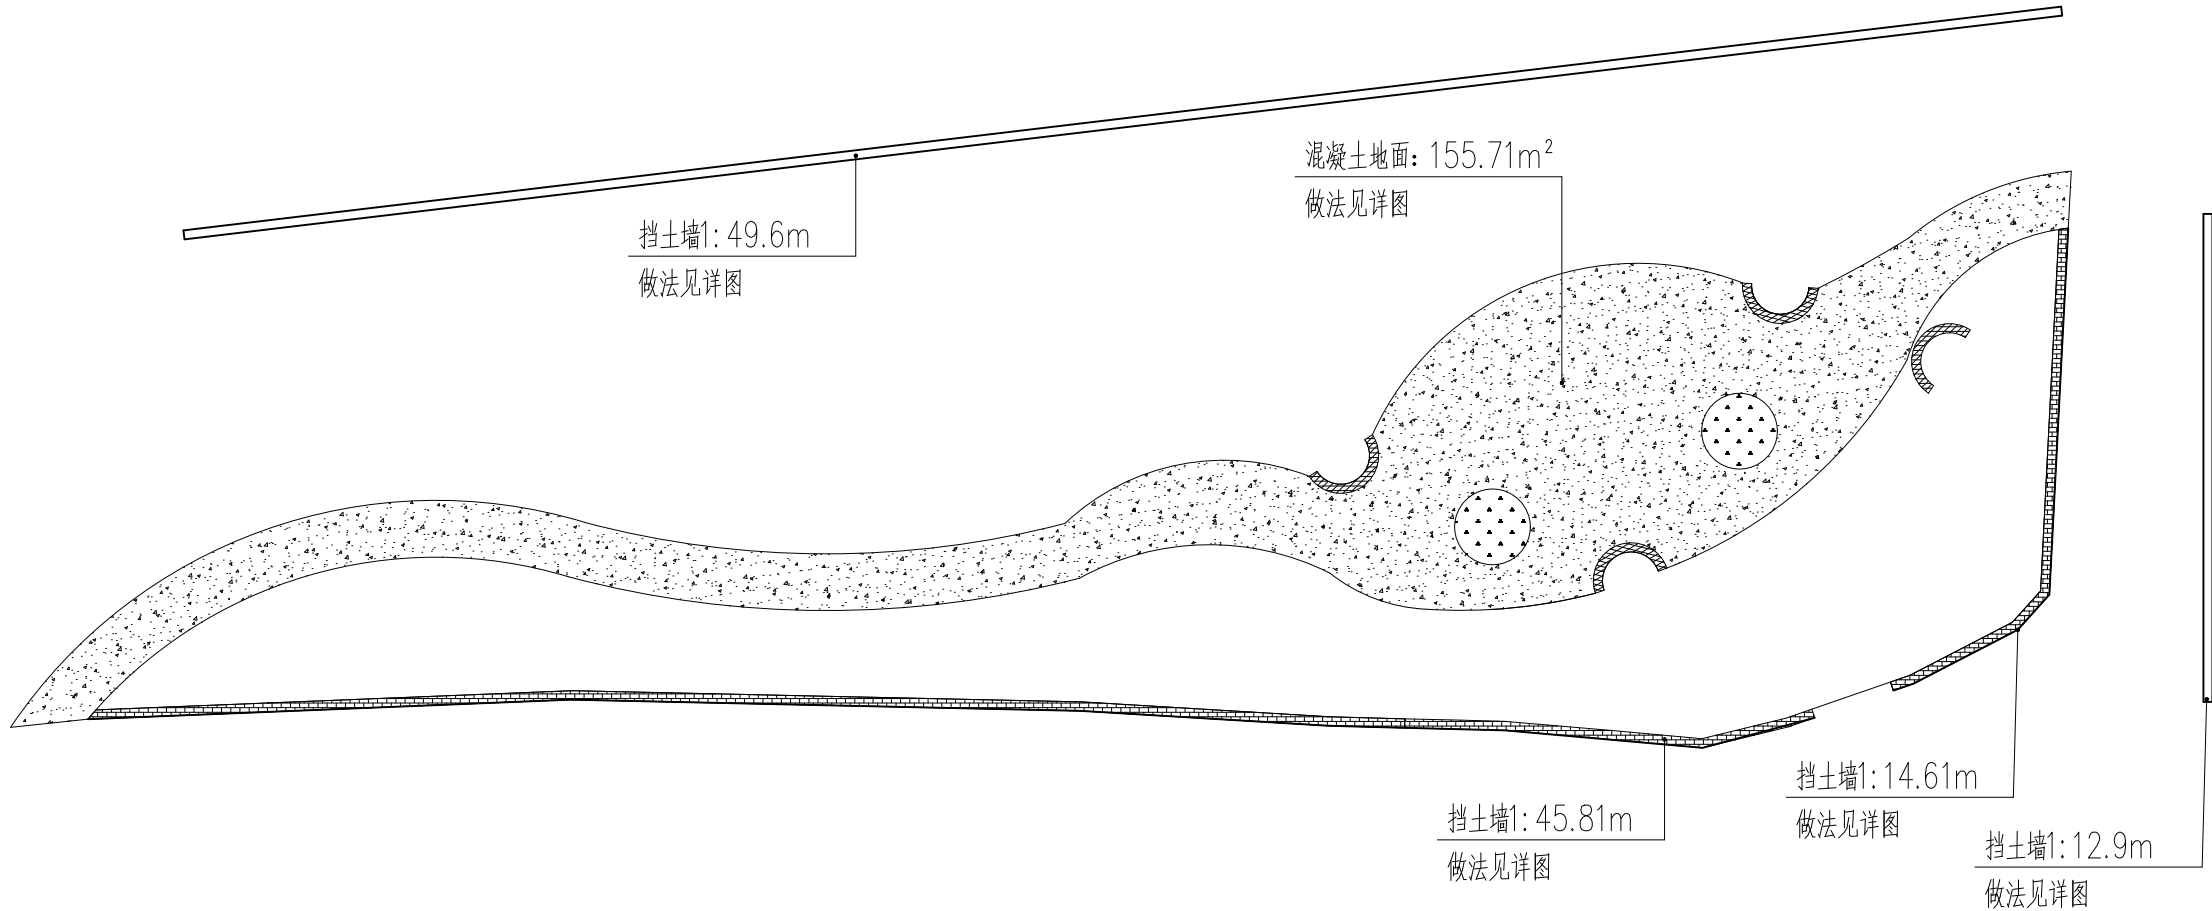 混凝土地面：155.71m²
做法见详图
挡土墙1：49.6m
做法见详图
挡土墙1：14.61m
做法见详图
挡土墙1：45.81m
做法见详图
挡土墙1：12.9m
做法见详图